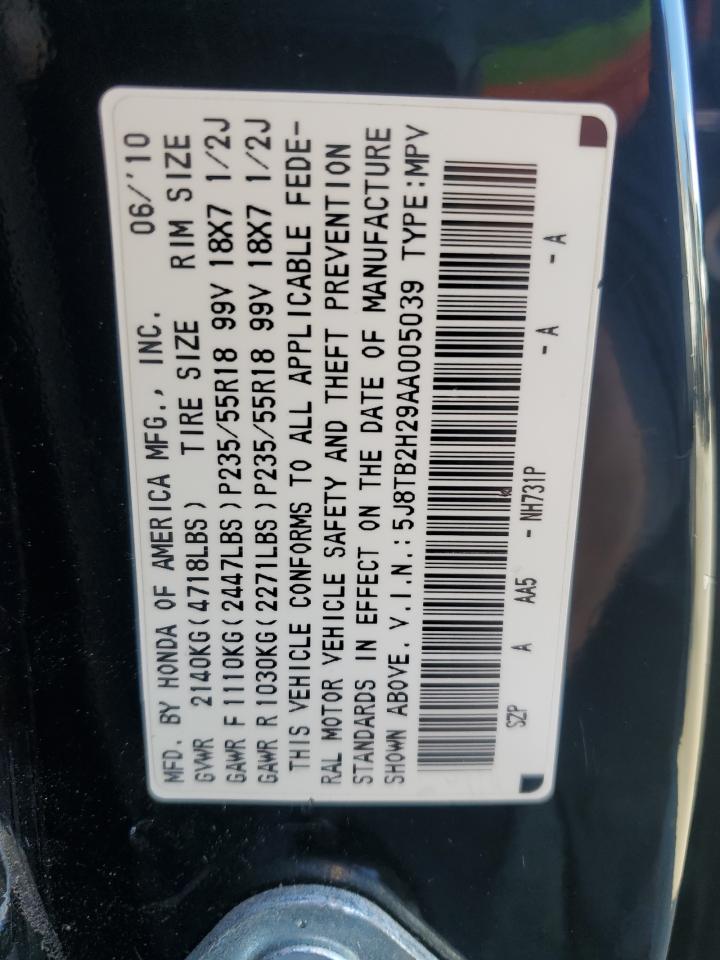 MFD. BY HONDA OF AMERICA MFG., INC. 06/'10
GVWR 2140KG(4718LBS) TIRE SIZE RIM SIZE
GAWR F 1110KG(2447LBS)P235/55R18 99V 18X7 1/2J
GAWR R 1030KG(2271LBS)P235/55R18 99V 18X7 1/2J
THIS VEHICLE CONFORMS TO ALL APPLICABLE FEDE-
RAL MOTOR VEHICLE SAFETY AND THEFT PREVENTION
STANDARDS IN EFFECT ON THE DATE OF MANUFACTURE
SHOWN ABOVE. V.I.N.:5J8TB2H29AA005039 TYPE:MPV
SZP A AA5 - NH731P - A - A